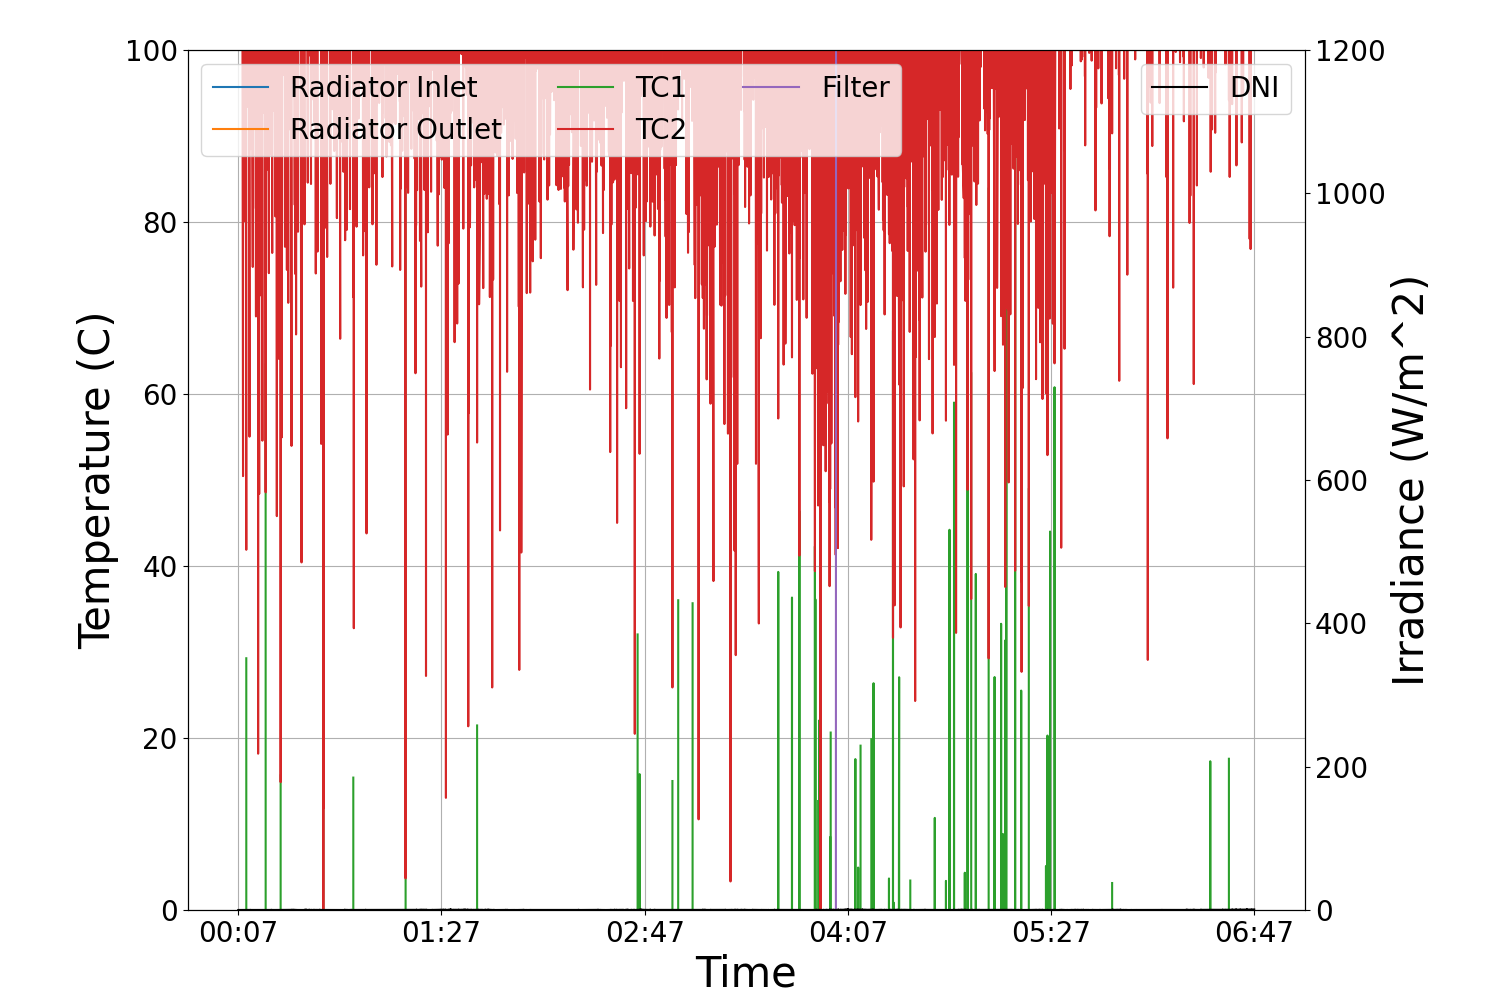 100
80
60
40
20
0
Temperature (C)
Radiator Inlet
Radiator Outlet
TC1
TC2
Filter
DNI
1200
1000
800
600
400
200
0
Irradiance (W/m^2)
00:07 01:27 02:47 04:07 05:27 06:47
Time